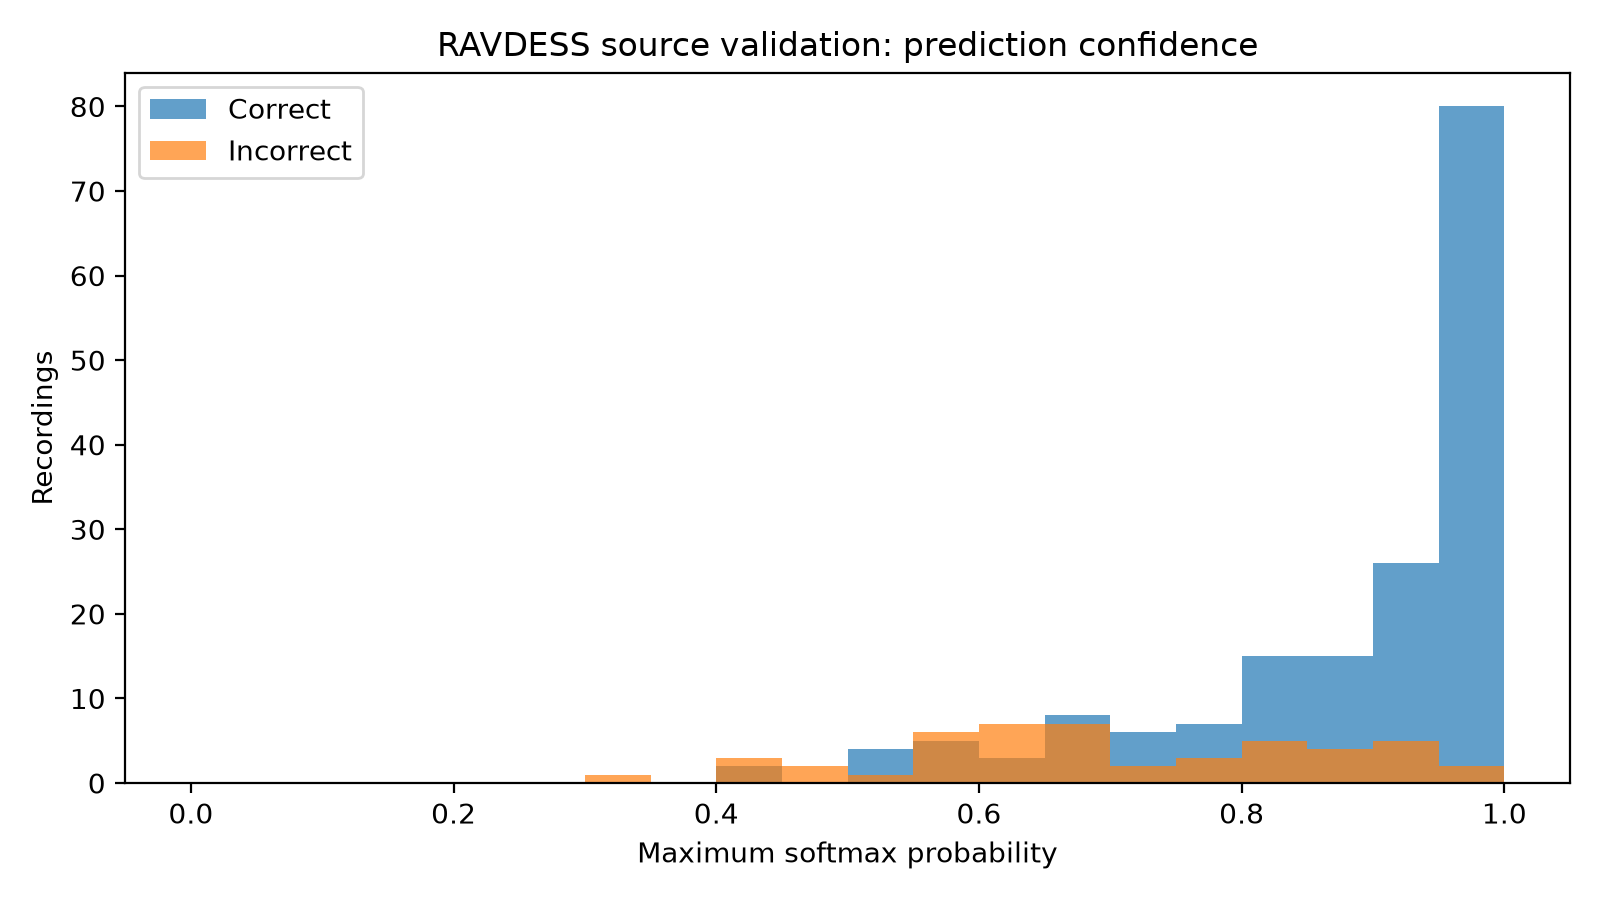 RAVDESS source validation: prediction confidence
Correct
Incorrect
80
70
60
50
40
30
20
10
0
Recordings
0.0 0.2 0.4 0.6 0.8 1.0
Maximum softmax probability